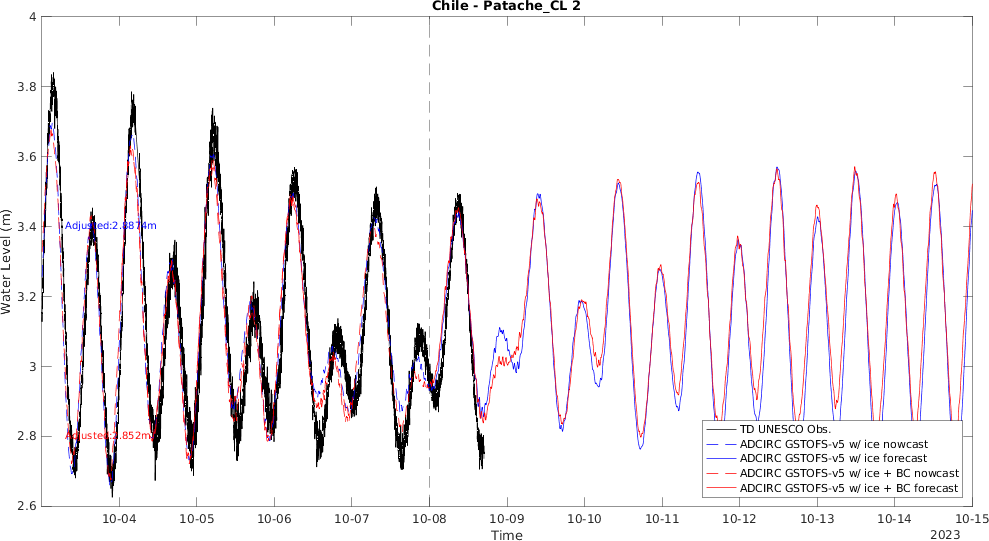 Chile - Patache_CL 2
4
3.8
3.6
3.4
3.2
3
2.8
2.6
Water Level (m)
Adjusted:2.8874m
Adjusted:2.852m
10-04
10-05
10-06
10-07
10-08
10-09
10-10
10-11
10-12
10-13
10-14
10-15
Time
2023
TD UNESCO Obs.
ADCIRC GSTOFS-v5 w/ ice nowcast
ADCIRC GSTOFS-v5 w/ ice forecast
ADCIRC GSTOFS-v5 w/ ice + BC nowcast
ADCIRC GSTOFS-v5 w/ ice + BC forecast